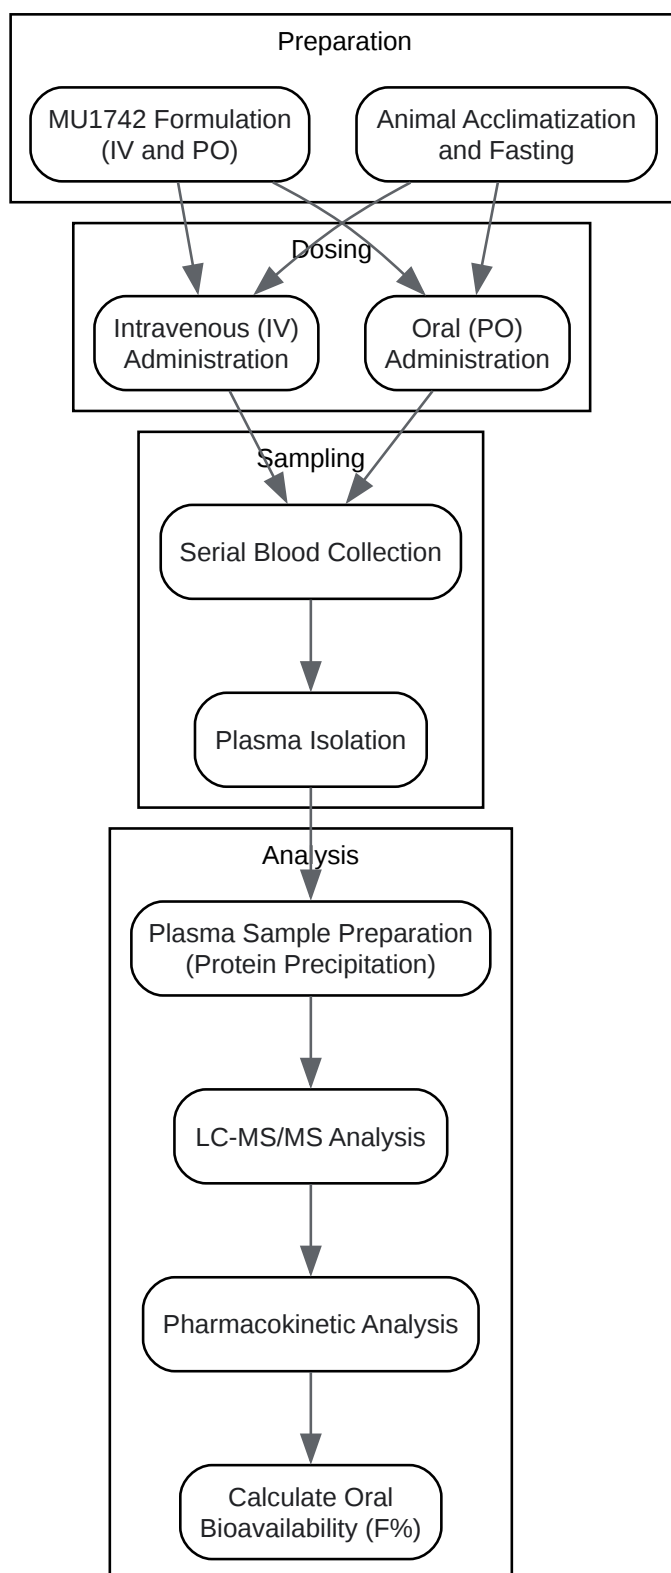 Preparation
MU1742 Formulation
(IV and PO)
Animal Acclimatization
and Fasting
Dosing
Intravenous (IV)
Administration
Oral (PO)
Administration
Sampling
Serial Blood Collection
Plasma Isolation
Analysis
Plasma Sample Preparation
(Protein Precipitation)
LC-MS/MS Analysis
Pharmacokinetic Analysis
Calculate Oral
Bioavailability (F%)